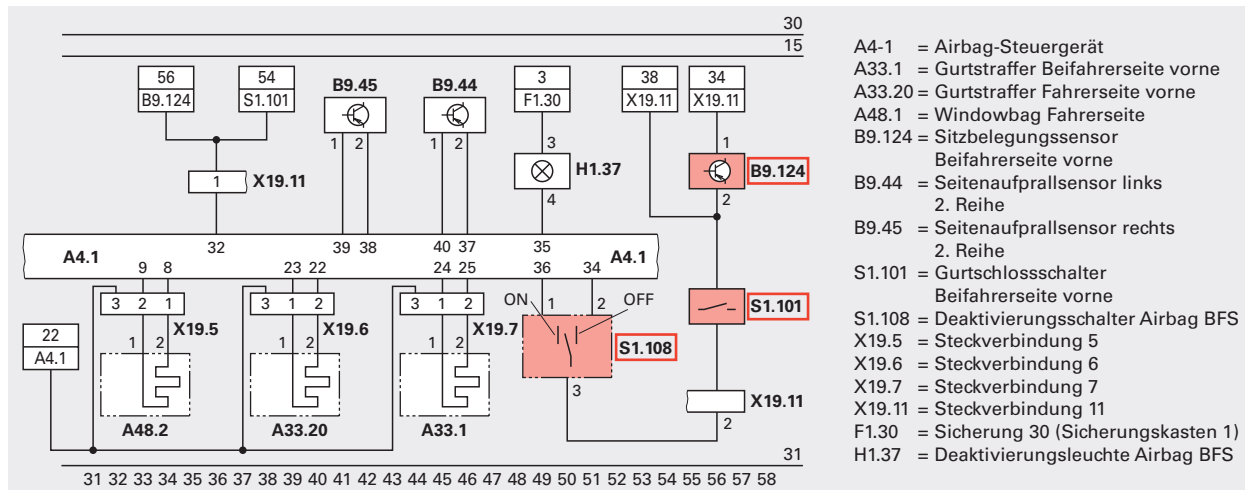 30
15
56
B9.124
54
S1.101
B9.45
B9.44
3
F1.30
38
X19.11
34
X19.11
1 2
1 2
3
1
1
X19.11
H1.37
B9.124
4
2
32
39 38
40 37
35
A4.1
A4.1
9 8
23 22
24 25
36
34
3 2 1
3 1 2
3 1 2
ON
1
2
OFF
S1.101
X19.5
X19.6
X19.7
22
A4.1
1 2
1 2
1 2
S1.108
3
X19.11
2
A48.2
A33.20
A33.1
31
31 32 33 34 35 36 37 38 39 40 41 42 43 44 45 46 47 48 49 50 51 52 53 54 55 56 57 58
A4-1 = Airbag-Steuergerät
A33.1 = Gurtstraffer Beifahrerseite vorne
A33.20 = Gurtstraffer Fahrerseite vorne
A48.1 = Windowbag Fahrerseite
B9.124 = Sitzbelegungssensor
Beifahrerseite vorne
B9.44 = Seitenaufprallsensor links
2. Reihe
B9.45 = Seitenaufprallsensor rechts
2. Reihe
S1.101 = Gurtschlossschalter
Beifahrerseite vorne
S1.108 = Deaktivierungsschalter Airbag BFS
X19.5 = Steckverbindung 5
X19.6 = Steckverbindung 6
X19.7 = Steckverbindung 7
X19.11 = Steckverbindung 11
F1.30 = Sicherung 30 (Sicherungskasten 1)
H1.37 = Deaktivierungsleuchte Airbag BFS